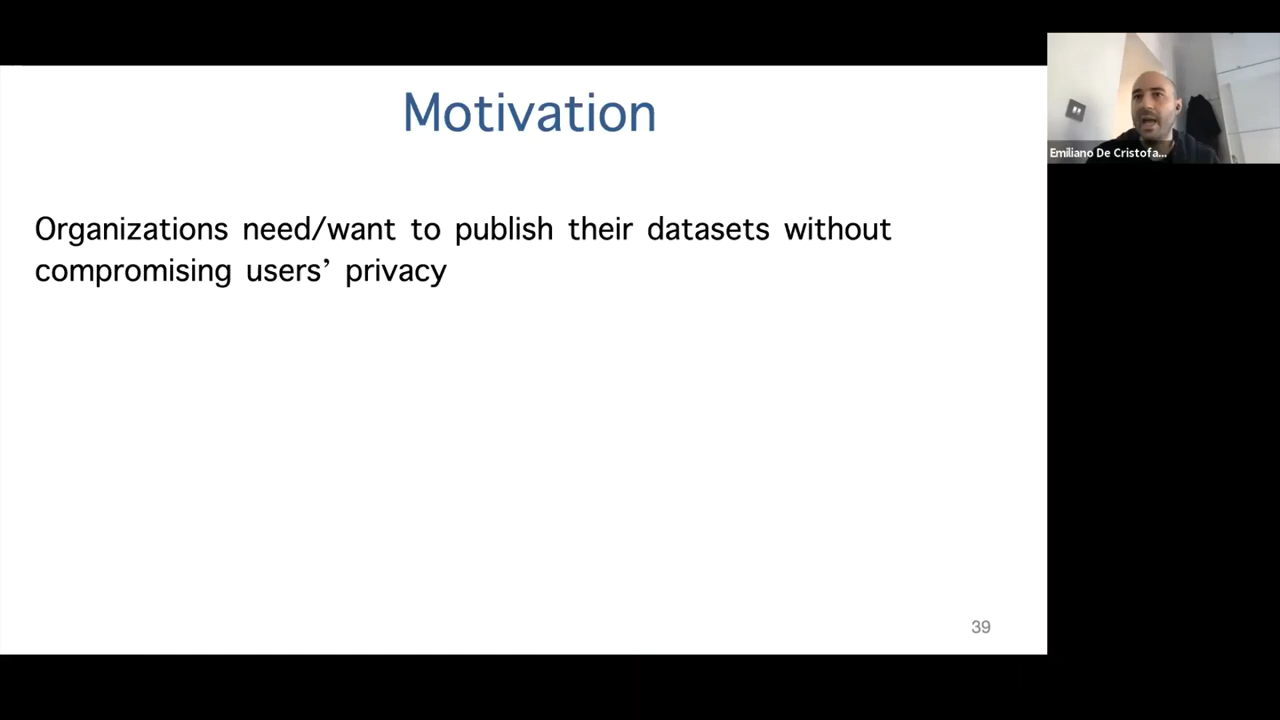 Motivation
Organizations need/want to publish their datasets without
compromising users’ privacy
39
Emiliano De Cristofa...